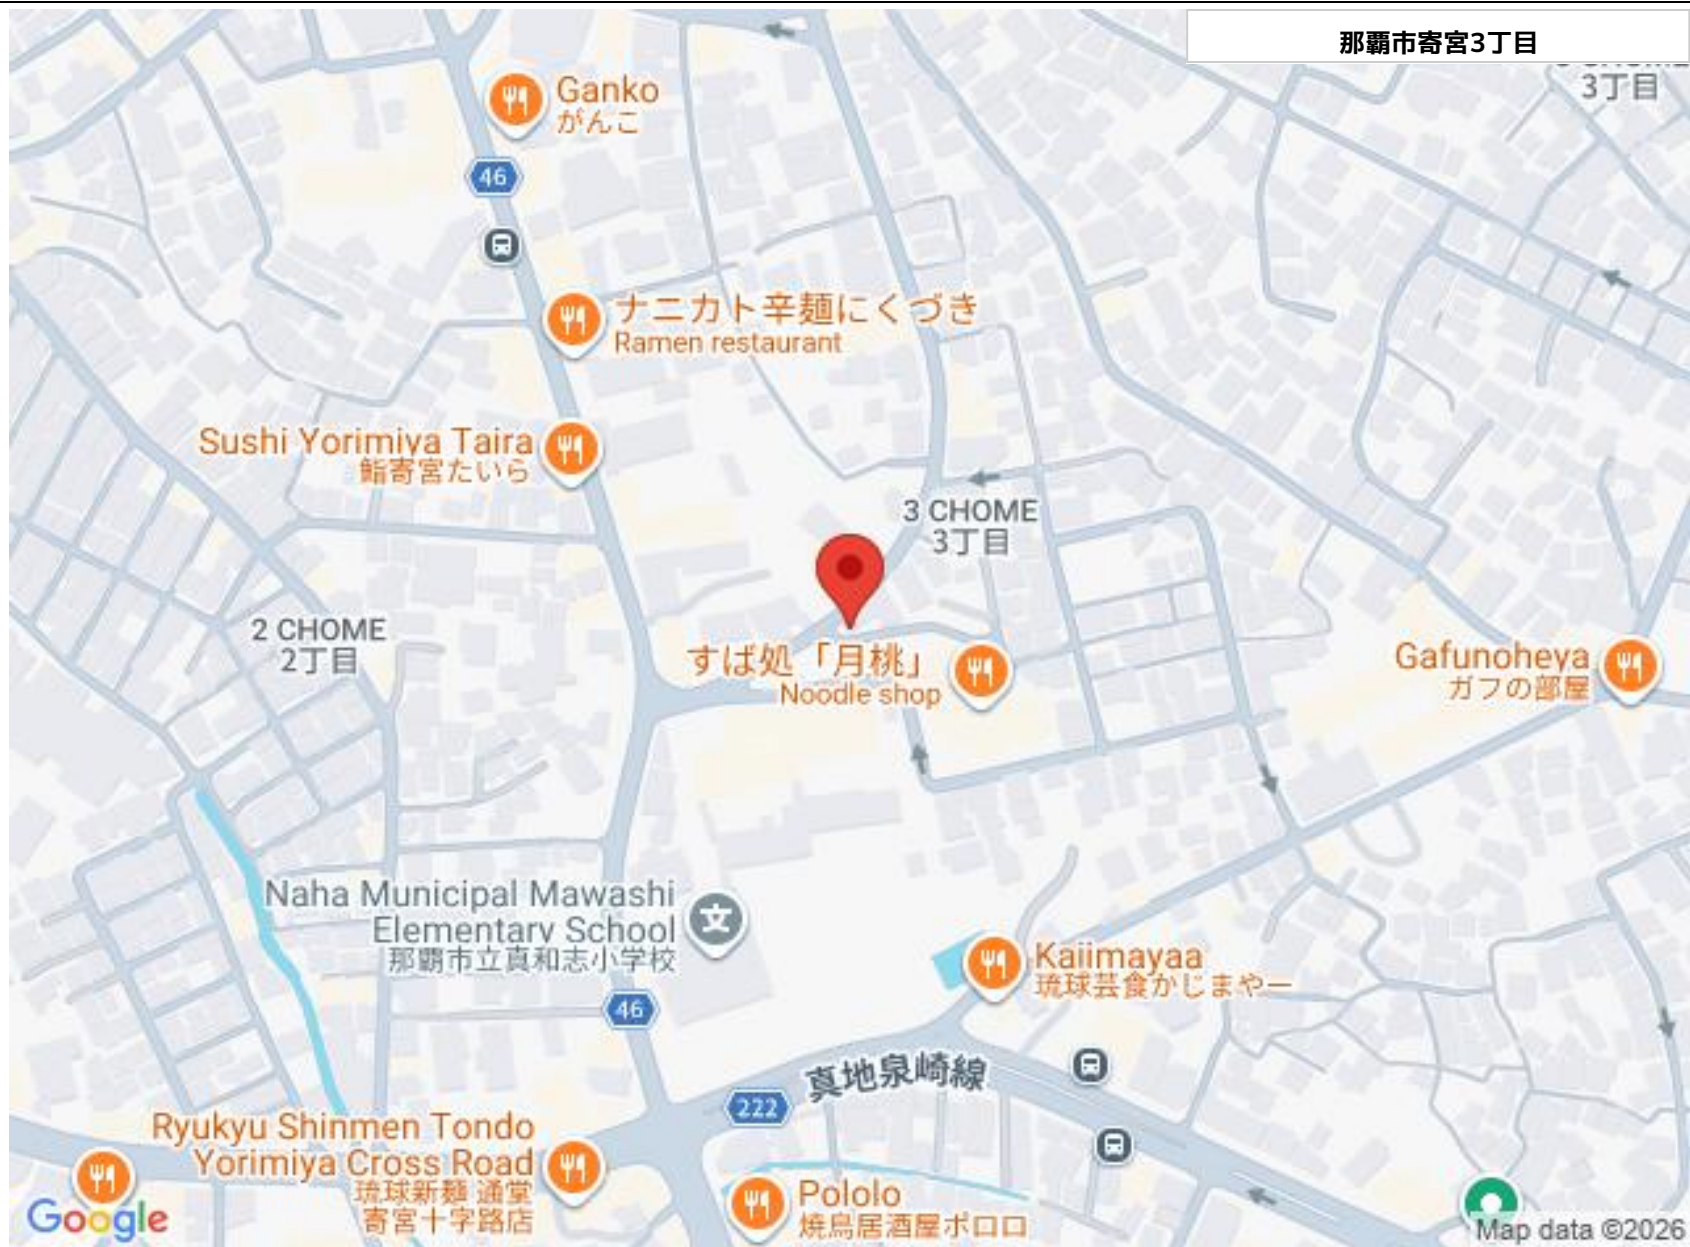 那覇市寄宮3丁目
3丁目
Ganko
がんこ
46
ナニカト辛麺にくづき
Ramen restaurant
Sushi Yorimiya Taira
鮨寄宮たいら
3 CHOME
3丁目
2 CHOME
2丁目
すば処「月桃」
Noodle shop
Gafunoheya
ガフの部屋
Naha Municipal Mawashi
Elementary School
那覇市立真和志小学校
文
Kajimayaa
琉球芸食かじまやー
46
真地泉崎線
222
Ryukyu Shinmen Tondo
Yorimiya Cross Road
琉球新麺 通堂
寄宮十字路店
Pololo
焼鳥居酒屋ポロロ
Google
Map data ©2026